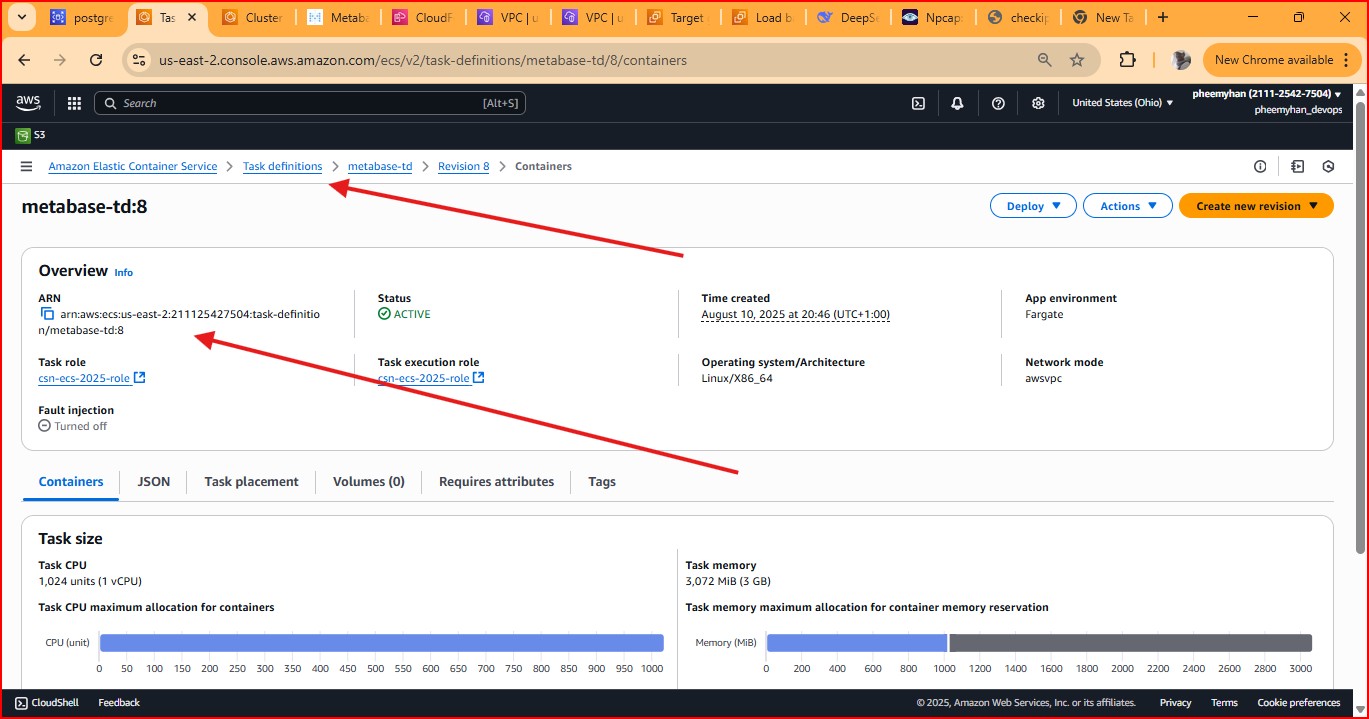 postgre
Tas
Cluster
Metaba
CloudF
VPC | u
VPC | u
Target
Load b
DeepSe
Npcap:
checkip
New Ta
us-east-2.console.aws.amazon.com/ecs/v2/task-definitions/metabase-td/8/containers
New Chrome available
aws
Search
[Alt+S]
United States (Ohio)
pheemyhan (2111-2542-7504)
pheemyhan_devops
S3
Amazon Elastic Container Service
Task definitions
metabase-td
Revision 8
Containers
metabase-td:8
Deploy
Actions
Create new revision
Overview Info
ARN
arn:aws:ecs:us-east-2:211125427504:task-definitio
n/metabase-td:8
Status
ACTIVE
Time created
August 10, 2025 at 20:46 (UTC+1:00)
App environment
Fargate
Task role
csn-ecs-2025-role
Task execution role
csn-ecs-2025-role
Operating system/Architecture
Linux/X86_64
Network mode
awsvpc
Fault injection
Turned off
Containers
JSON
Task placement
Volumes (0)
Requires attributes
Tags
Task size
Task CPU
1,024 units (1 vCPU)
Task CPU maximum allocation for containers
CPU (unit)
0 50 100 150 200 250 300 350 400 450 500 550 600 650 700 750 800 850 900 950 1000
Task memory
3,072 MiB (3 GB)
Task memory maximum allocation for container memory reservation
Memory (MiB)
0 200 400 600 800 1000 1200 1400 1600 1800 2000 2200 2400 2600 2800 3000
CloudShell
Feedback
© 2025, Amazon Web Services, Inc. or its affiliates.
Privacy
Terms
Cookie preferences